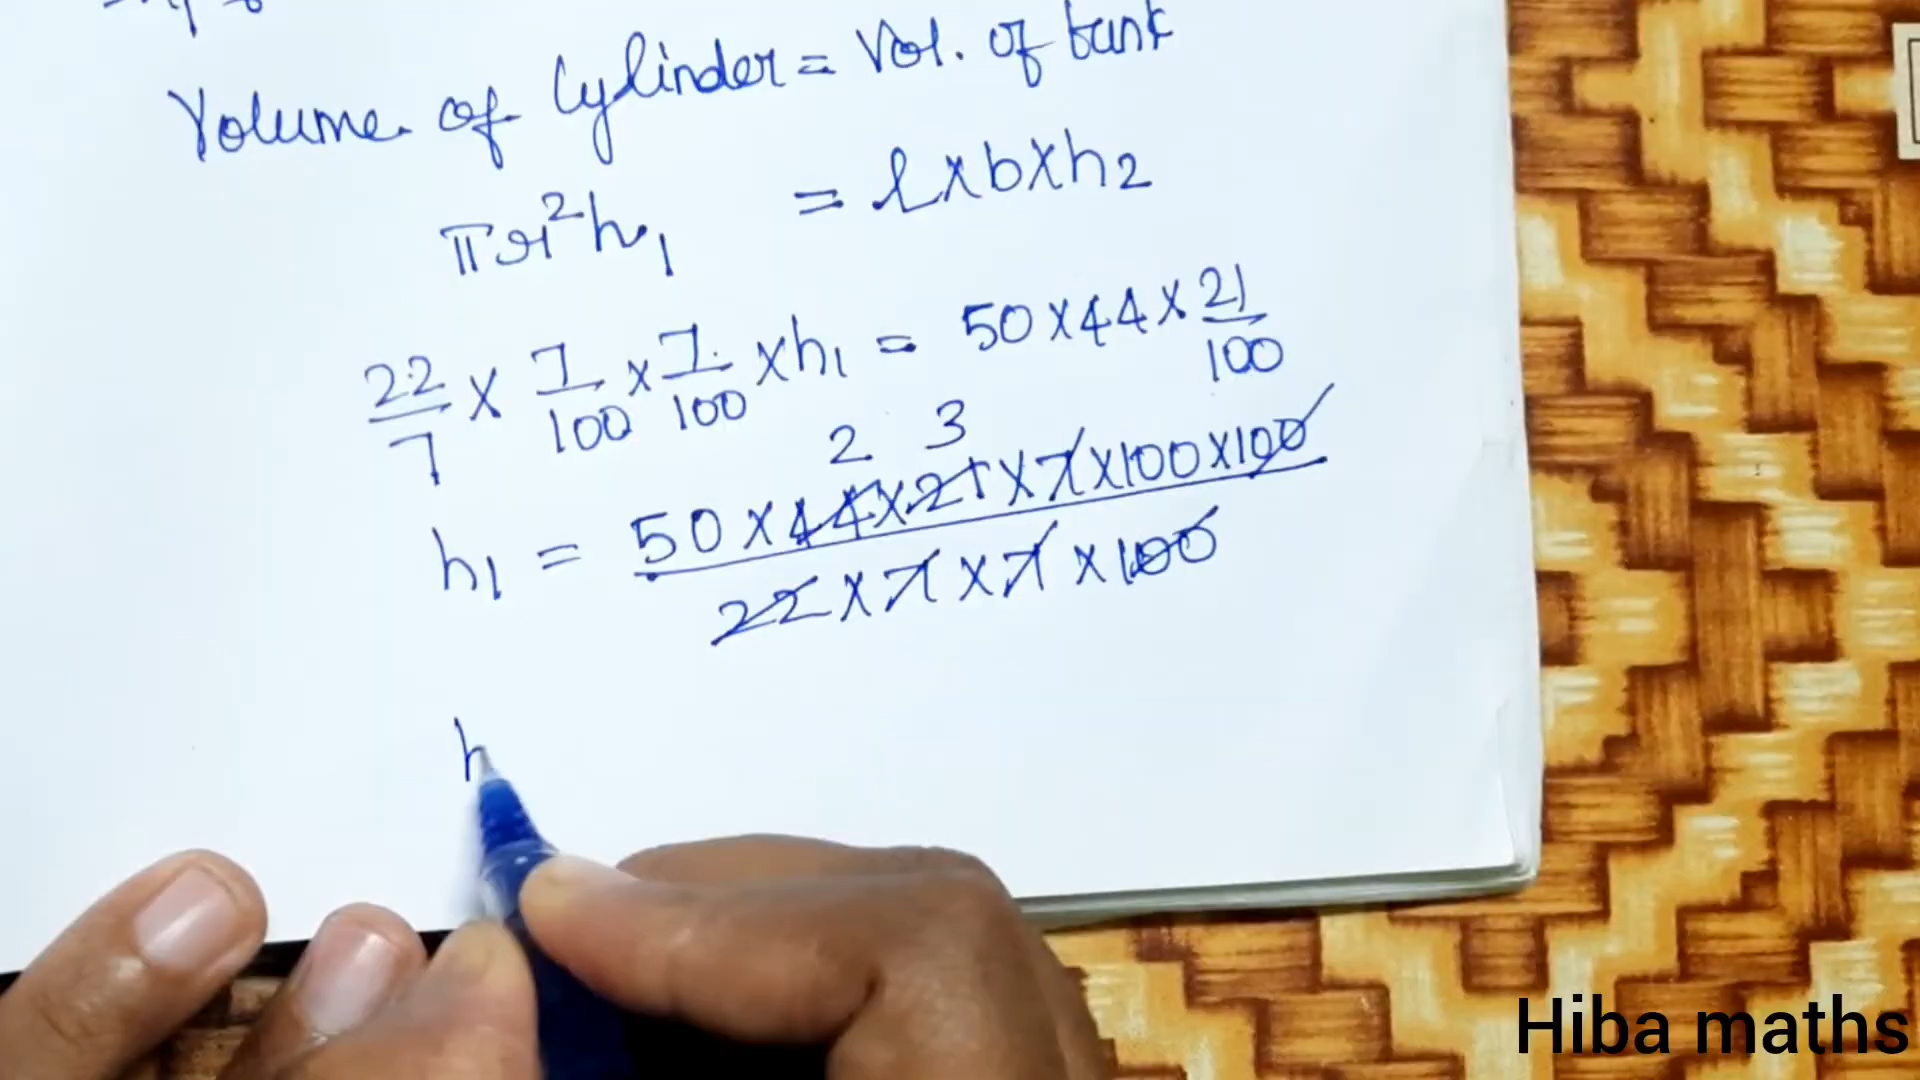 Volume of Cylinder = Vol. of tank
πr²h₁ = l×b×h₂
22/7 × 7/100 × 7/100 × h₁ = 50×44×21/100
2 3
h₁ = 50×44×21×7×100×100 / 22×7×7×100
h
Hiba maths